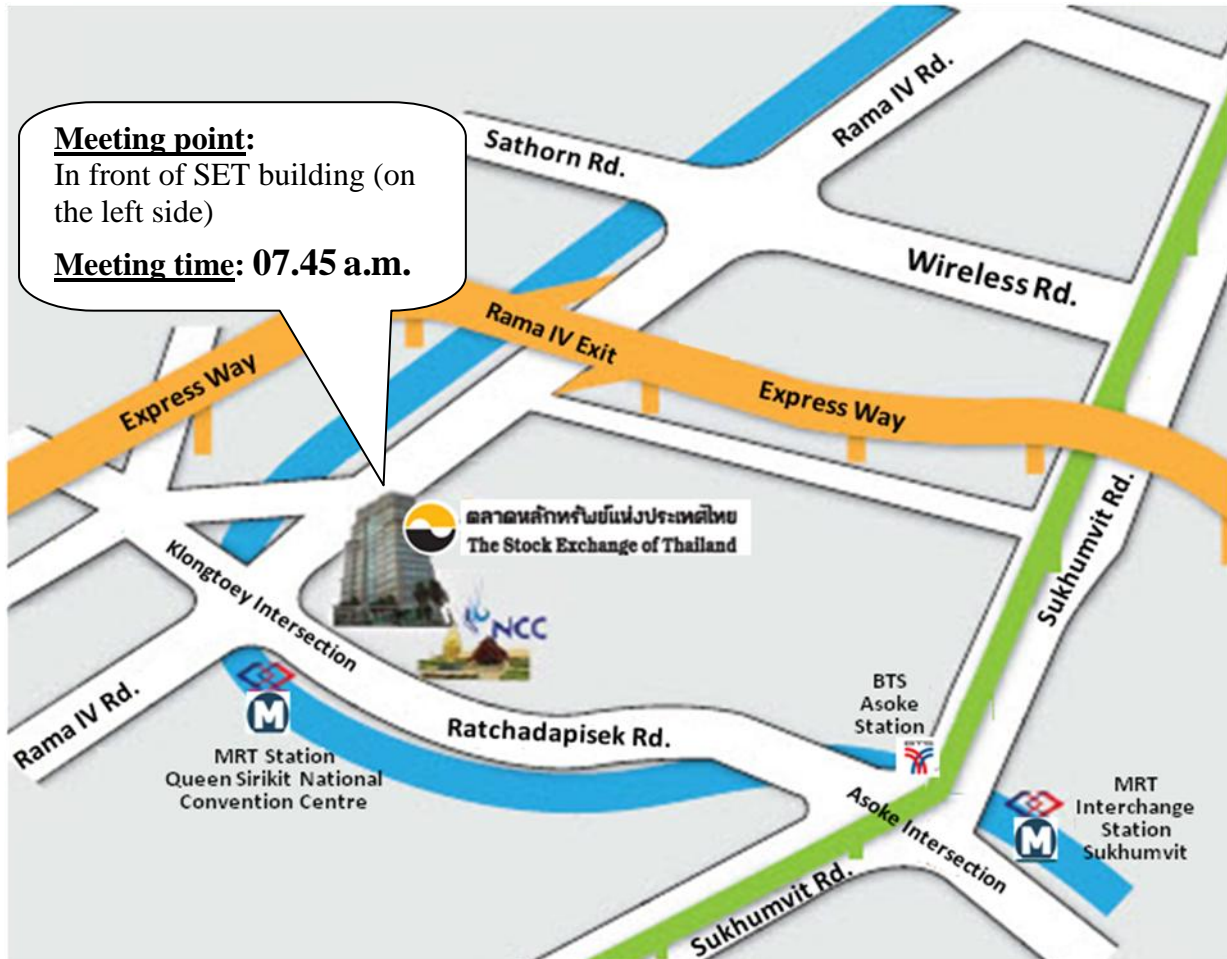 Meeting point:
In front of SET building (on
the left side)
Meeting time: 07.45 a.m.
Sathorn Rd.
Rama IV Rd.
Wireless Rd.
Rama IV Exit
Express Way
Express Way
Sukhumvit Rd.
ตลาดหลักทรัพย์แห่งประเทศไทย
The Stock Exchange of Thailand
Klongtoey Intersection
NCC
Rama IV Rd.
M
MRT Station
Queen Sirikit National
Convention Centre
Ratchadapisek Rd.
BTS
Asoke
Station
BTS
Asoke Intersection
M
MRT
Interchange
Station
Sukhumvit
Sukhumvit Rd.